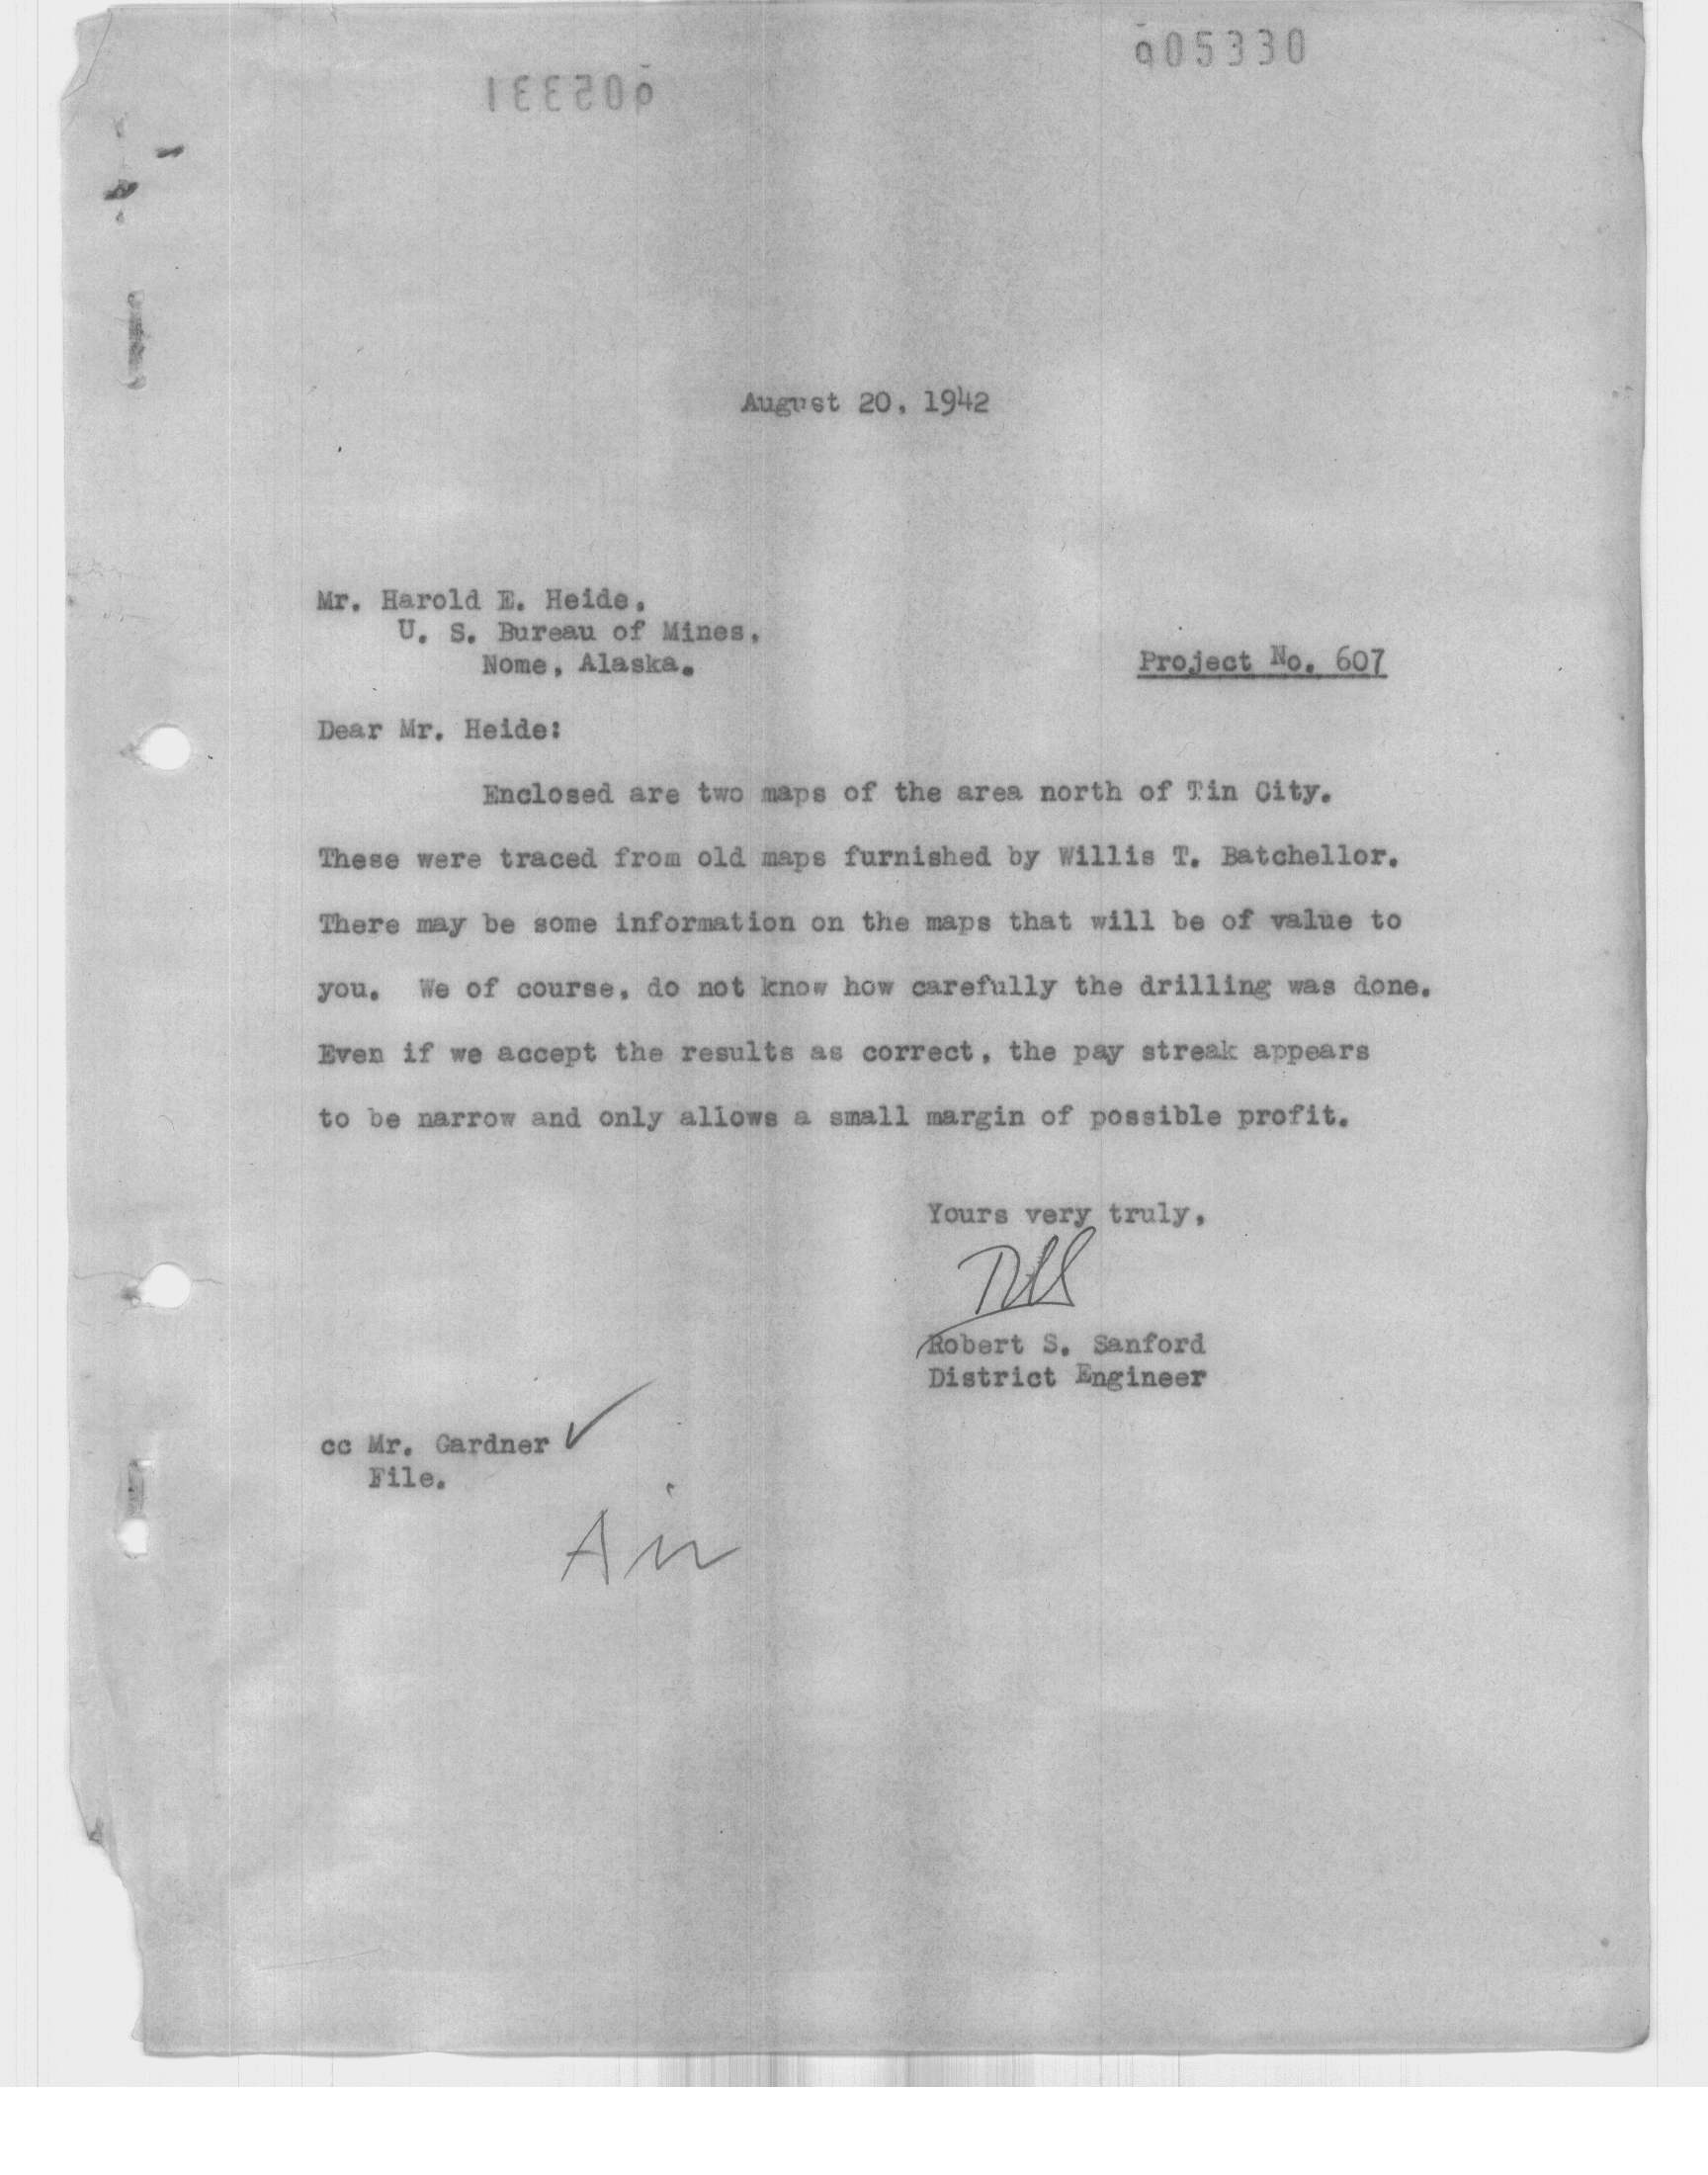 005330
005331
August 20, 1942
Mr. Harold E. Heide,
U. S. Bureau of Mines,
Nome, Alaska.
Project No. 607
Dear Mr. Heide:
Enclosed are two maps of the area north of Tin City.
These were traced from old maps furnished by Willis T. Batchellor.
There may be some information on the maps that will be of value to
you. We of course, do not know how carefully the drilling was done.
Even if we accept the results as correct, the pay streak appears
to be narrow and only allows a small margin of possible profit.
Yours very truly,
Robert S. Sanford
District Engineer
cc Mr. Gardner ✓
File.
Air